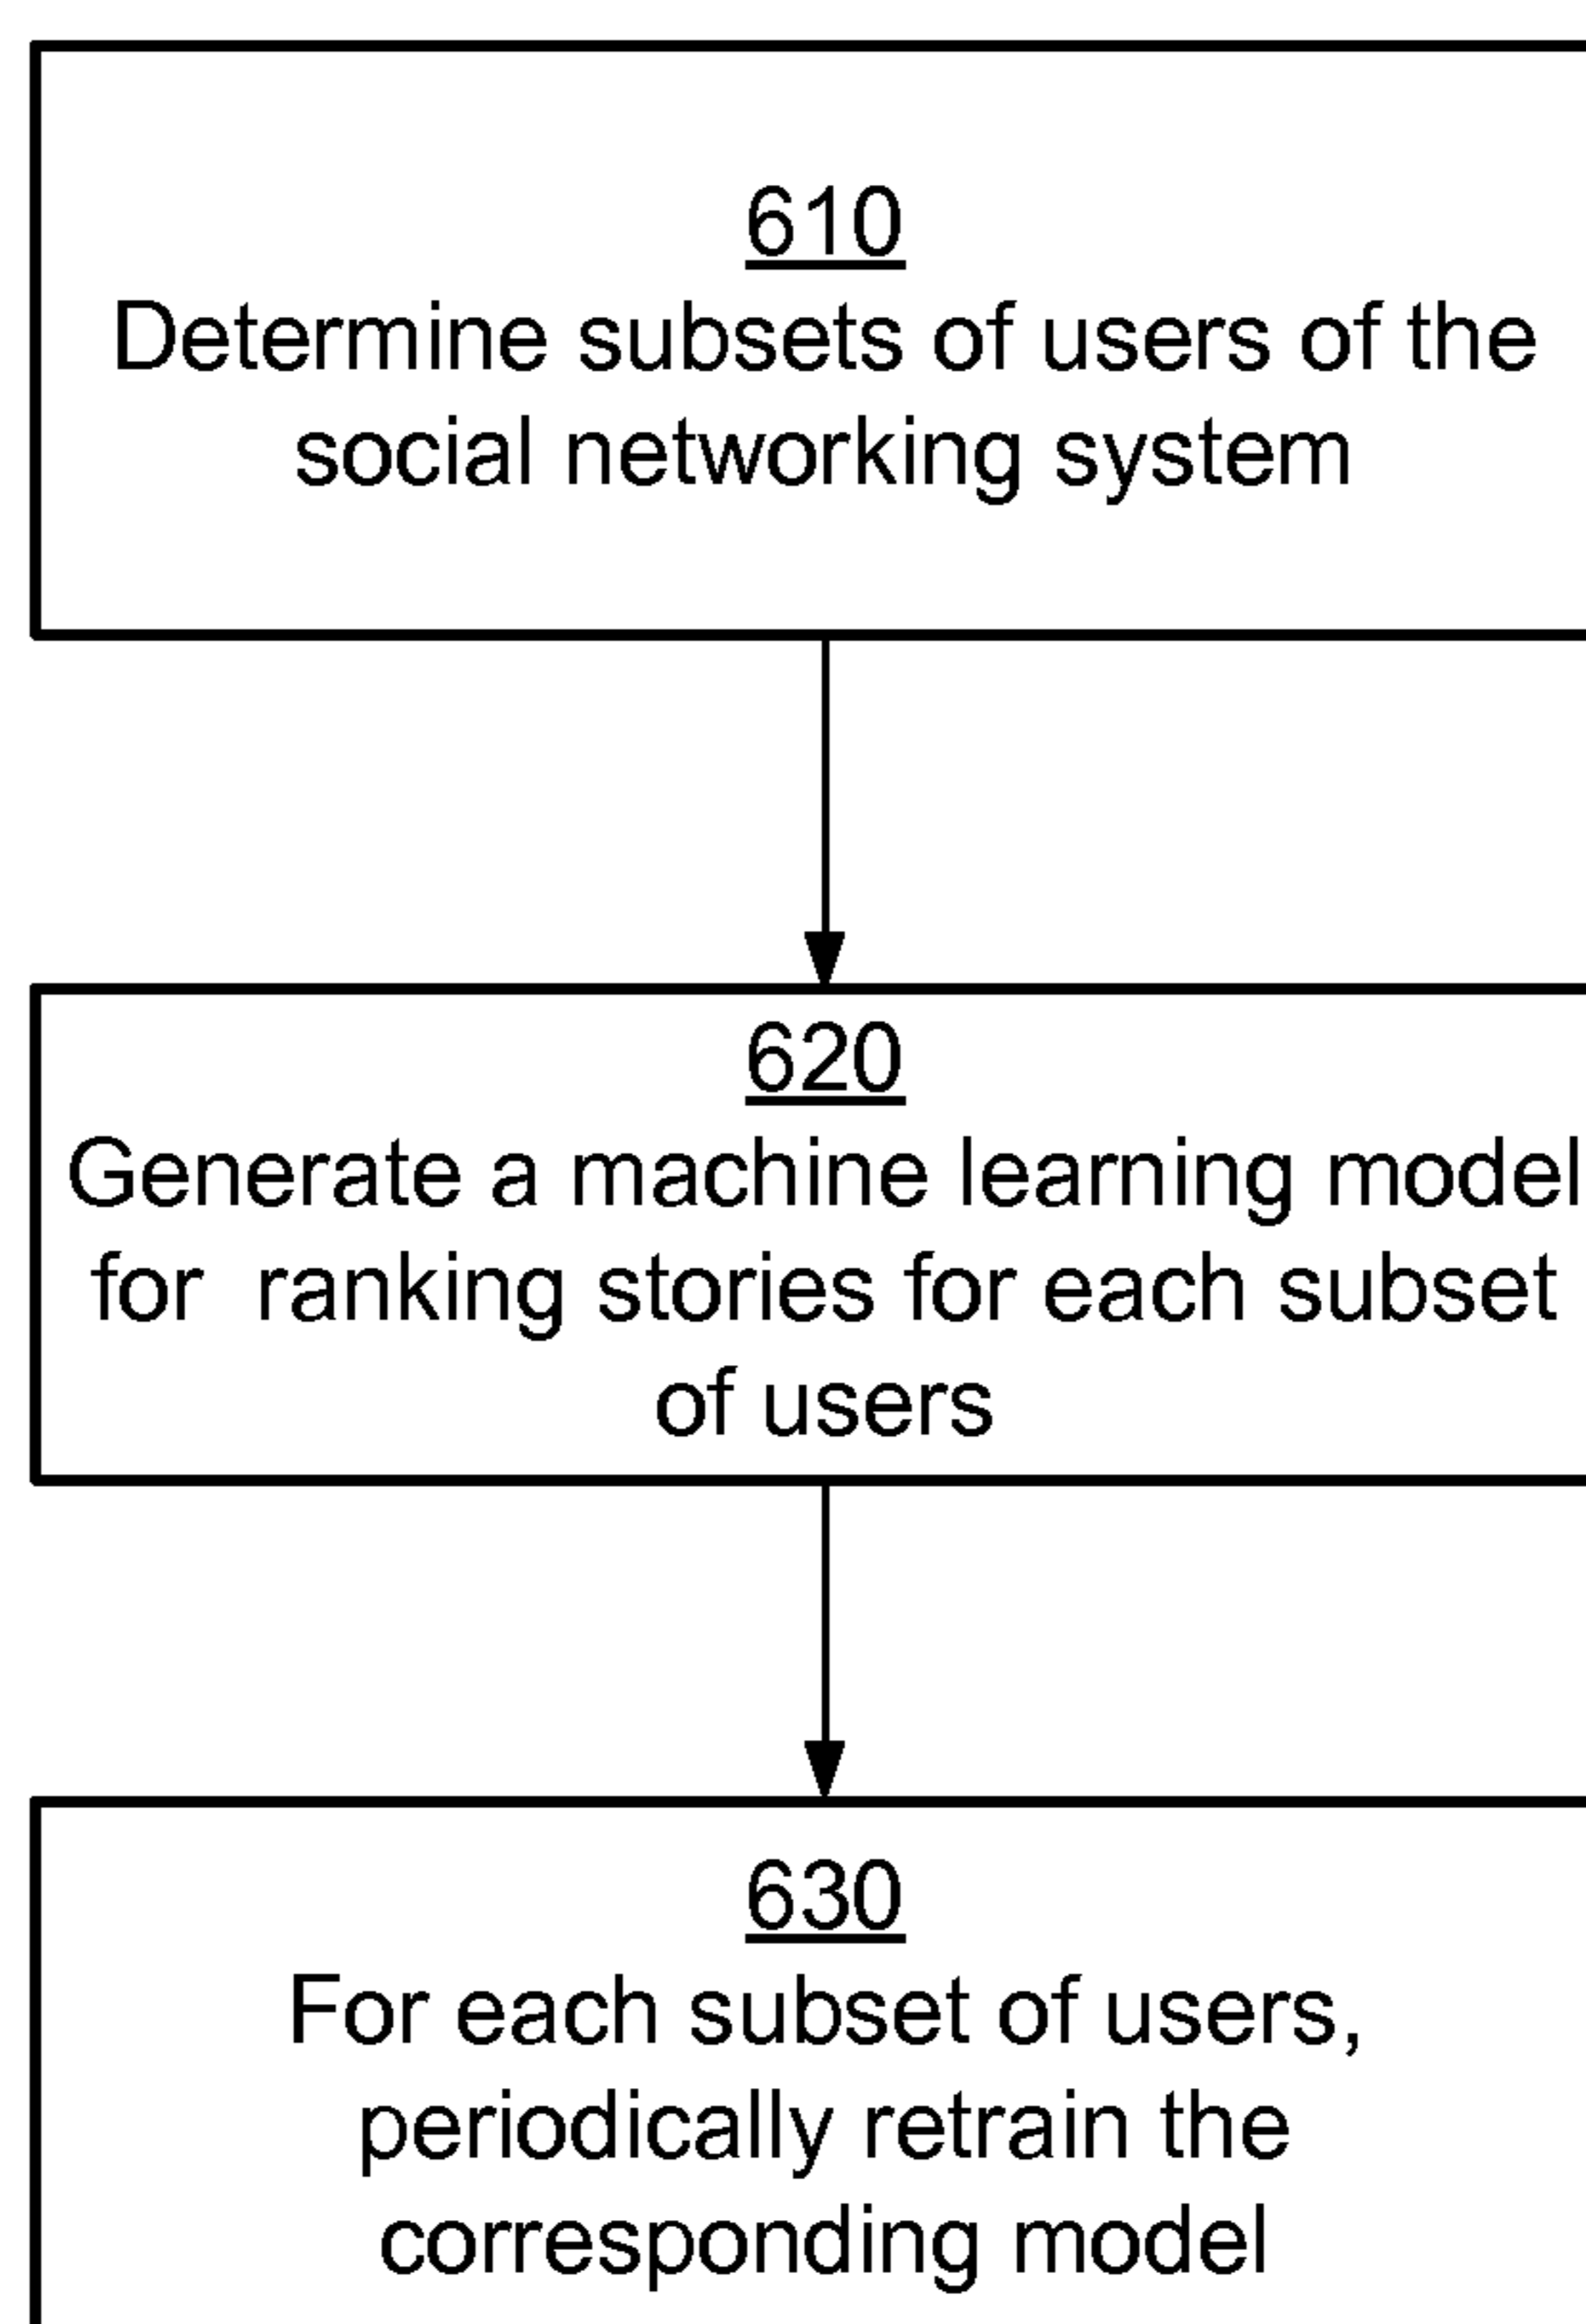 610
Determine subsets of users of the
social networking system
620
Generate a machine learning model
for ranking stories for each subset
of users
630
For each subset of users,
periodically retrain the
corresponding model